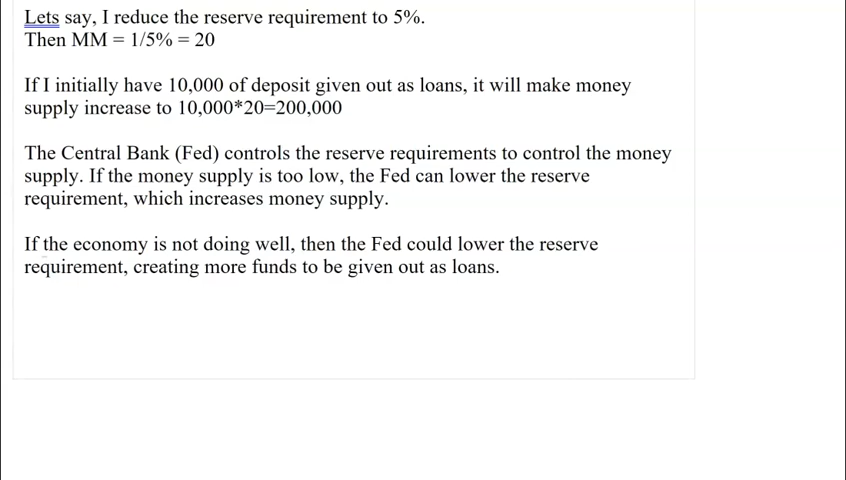 Lets say, I reduce the reserve requirement to 5%.
Then MM = 1/5% = 20
If I initially have 10,000 of deposit given out as loans, it will make money
supply increase to 10,000*20=200,000
The Central Bank (Fed) controls the reserve requirements to control the money
supply. If the money supply is too low, the Fed can lower the reserve
requirement, which increases money supply.
If the economy is not doing well, then the Fed could lower the reserve
requirement, creating more funds to be given out as loans.